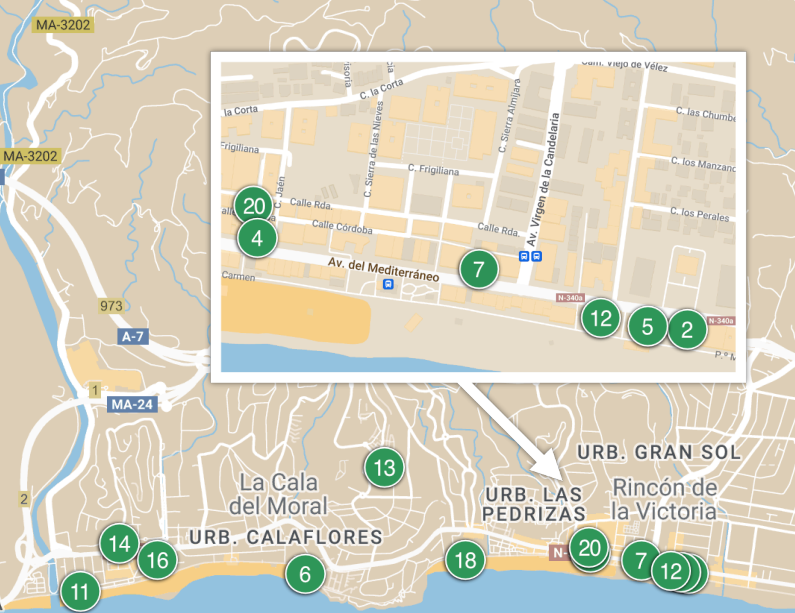 MA-3202
MA-3202
973
A-7
1
MA-24
2
Cam. Viejo de Vélez
C. la Corta
la Corta
C. Sierra de las Nieves
C. Sierra Almijara
Av. Virgen de la Candelaria
C. las Chumbe
Frigiliana
C. Frigiliana
C. los Manzano
C. Jaén
20
Calle Rda.
C. los Perales
4
Calle Córdoba
Calle Rda.
7
Av. del Mediterráneo
Carmen
N-340a
12
5
2
N-340a
P.º M
13
URB. GRAN SOL
La Cala
del Moral
URB. LAS
PEDRIZAS
Rincón de
la Victoria
14
16
URB. CALAFLORES
11
6
18
N-
20
7
12